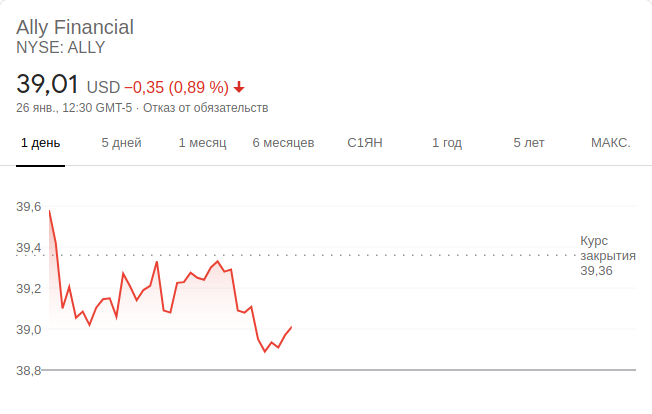 Ally Financial
NYSE: ALLY
39,01 USD −0,35 (0,89 %)
26 янв., 12:30 GMT-5 · Отказ от обязательств
1 день 5 дней 1 месяц 6 месяцев С1ЯН 1 год 5 лет МАКС.
39,6
39,4
39,2
39,0
38,8
Курс
закрытия
39,36